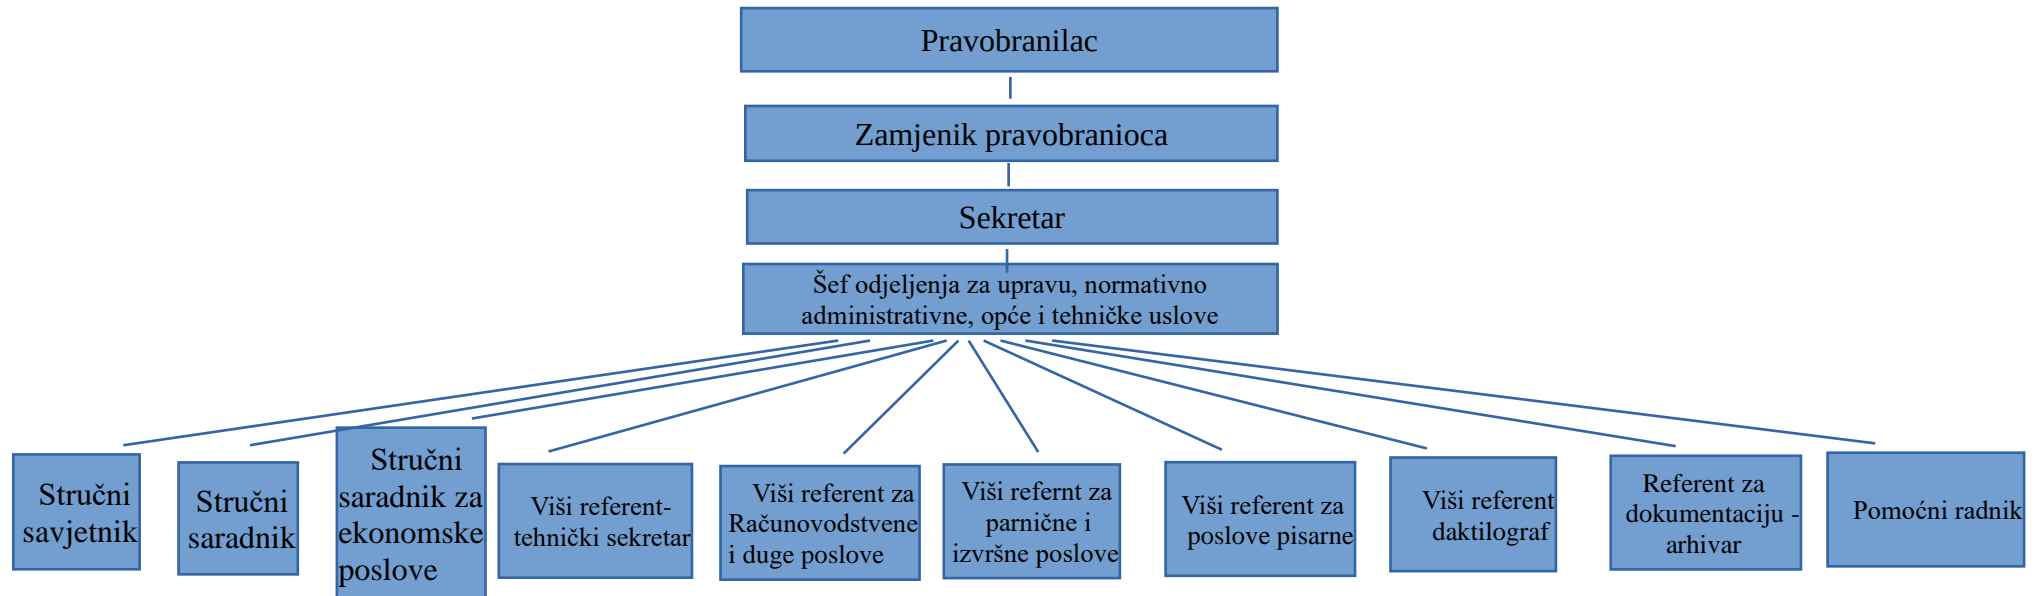 Pravobranilac
Zamjenik pravobranioca
Sekretar
Šef odjeljenja za upravu, normativno
administrativne, opće i tehničke uslove
Stručni
savjetnik
Stručni
saradnik
Stručni
saradnik za
ekonomske
poslove
Viši referent-
tehnički sekretar
Viši referent za
Računovodstvene
i duge poslove
Viši refernt za
parnične i
izvršne poslove
Viši referent za
poslove pisarne
Viši referent
daktilograf
Referent za
dokumentaciju -
arhivar
Pomoćni radnik